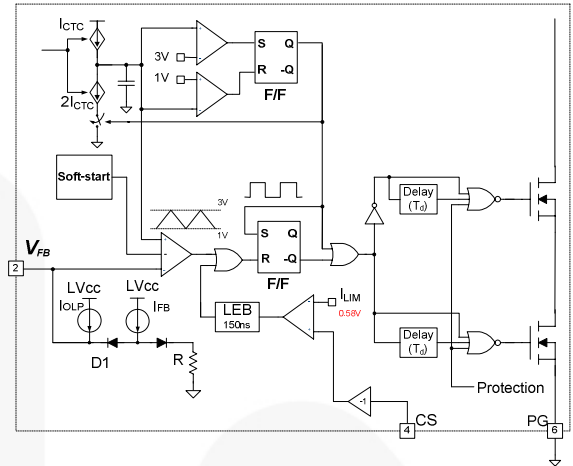 ICTC
3V
1V
S Q
R -Q
F/F
2ICTC
Soft-start
3V
1V
S Q
R -Q
F/F
Delay
(Td)
VFB
2
LVcc
LVcc
IOLP
IFB
D1
R
LEB
150ns
ILIM
0.58V
-
+
Delay
(Td)
Protection
-1
CS
4
PG
6